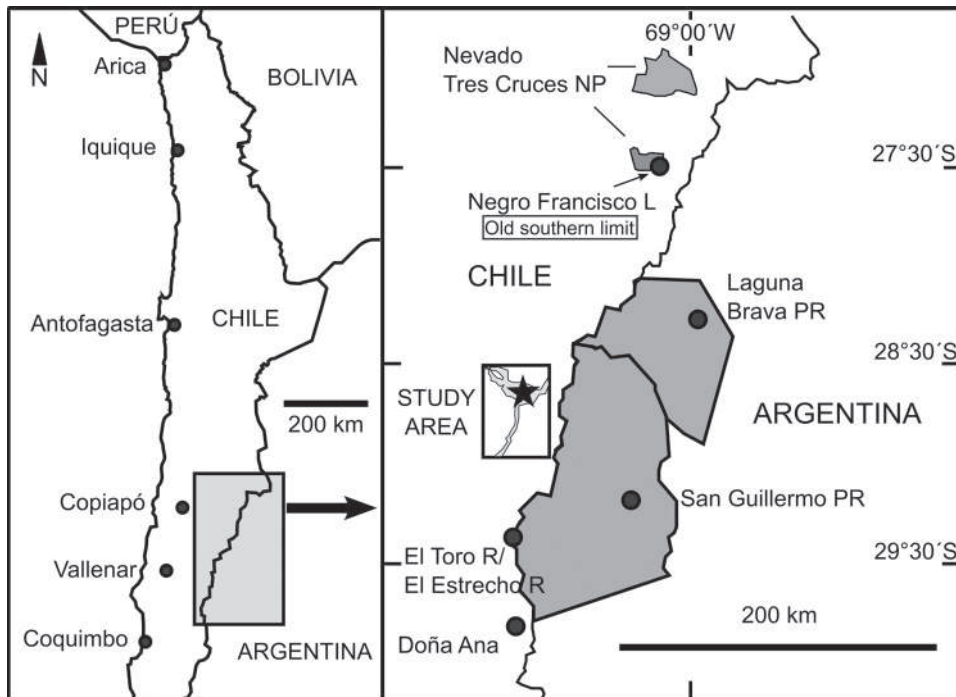 PERÚ
Arica
N
BOLIVIA
Iquique
Antofagasta
CHILE
200 km
Copiapó
Vallenar
Coquimbo
ARGENTINA
69°00´W
Nevado
Tres Cruces NP
27°30´S
Negro Francisco L
Old southern limit
CHILE
Laguna
Brava PR
28°30´S
STUDY
AREA
ARGENTINA
San Guillermo PR
El Toro R/
El Estrecho R
29°30´S
200 km
Doña Ana